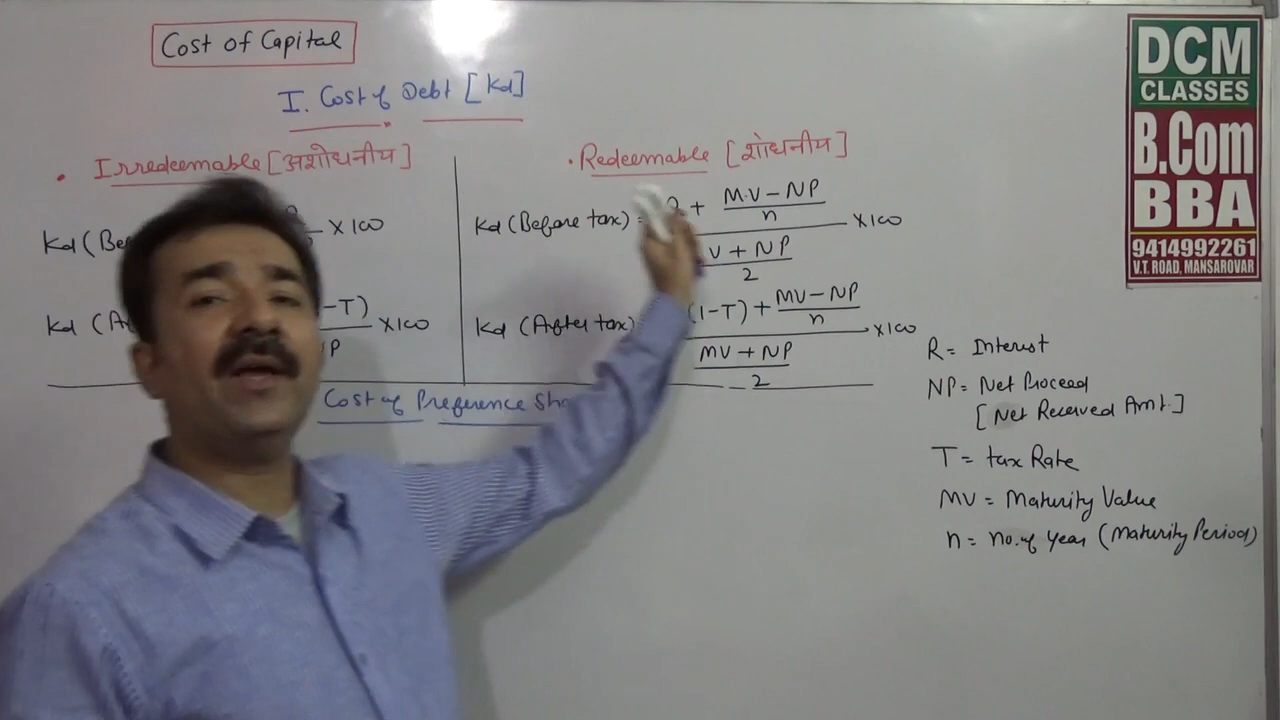 Cost of Capital
I. Cost of Debt [Kd]
• Irredeemable [अशोधनीय]
Kd (Be
×100
Kd (A
-T)
×100
P
• Redeemable [शोधनीय]
Kd (Before tax) =
+ M.V - NP
n
×100
V + NP
2
Kd (After tax)
(1-T) + MV - NP
n
×100
MV + NP
2
Cost of Preference Sha
R = Interest
NP = Net Proceed
[Net Received Amt.]
T = tax Rate
MV = Maturity Value
n = no. of year (Maturity Period)
DCM
CLASSES
B.Com
BBA
9414992261
V.T. ROAD, MANSAROVAR